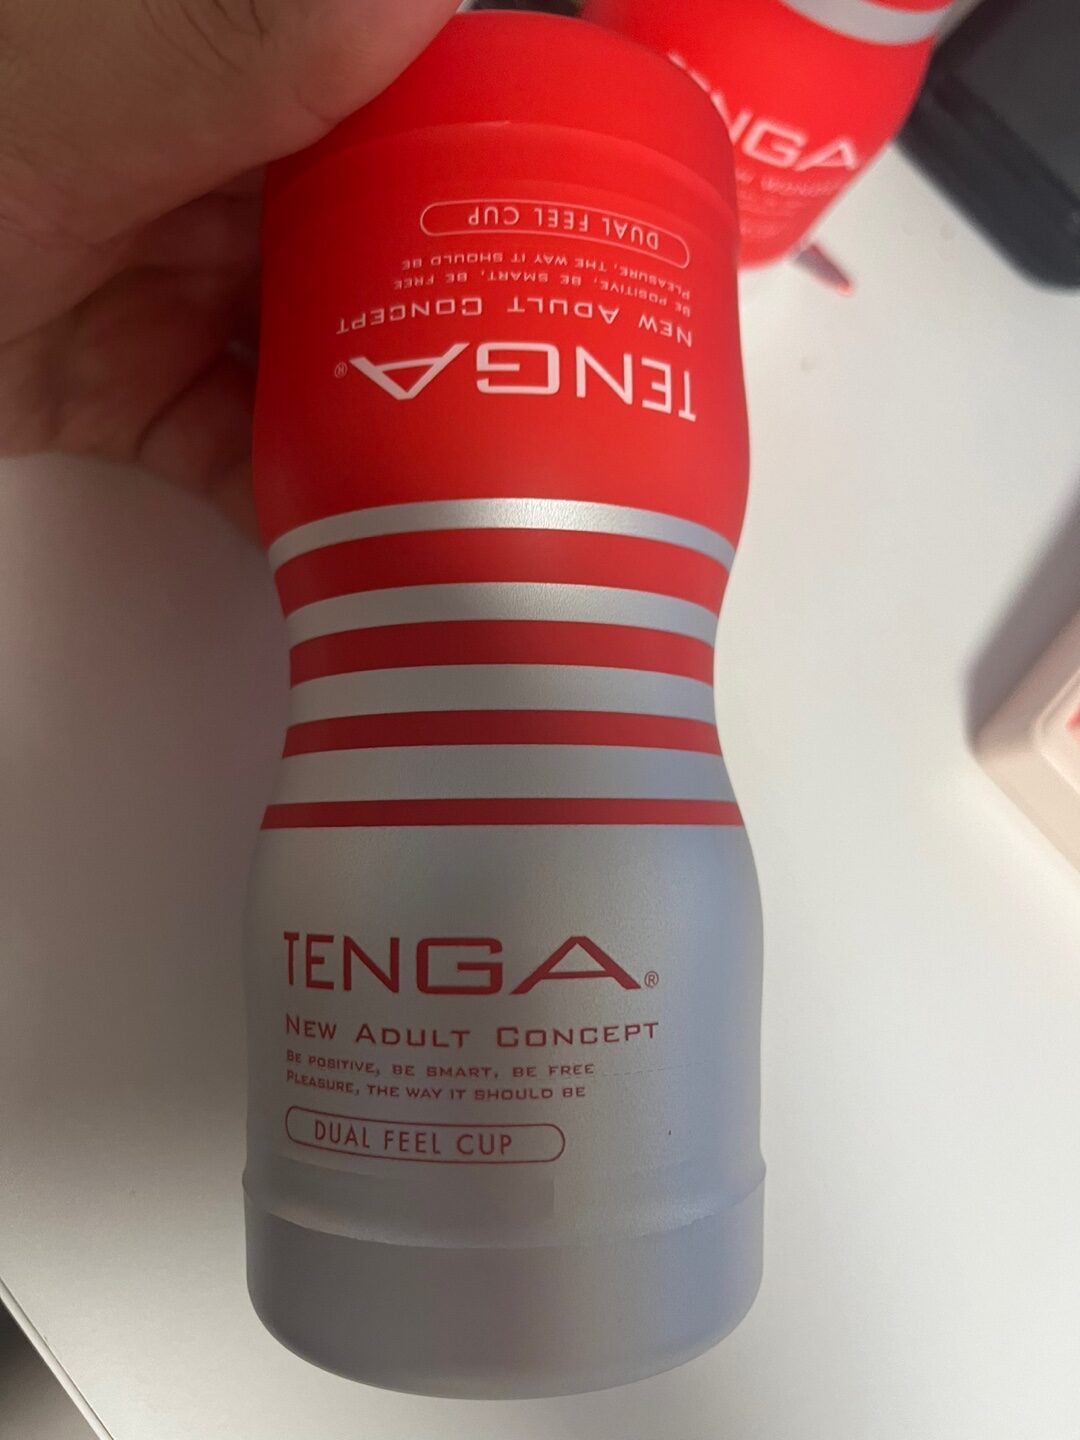 DUAL FEEL CUP
PLEASURE, THE WAY IT SHOULD BE
BE POSITIVE, BE SMART, BE FREE
NEW ADULT CONCEPT
TENGA®
TENGA®
NEW ADULT CONCEPT
BE POSITIVE, BE SMART, BE FREE
PLEASURE, THE WAY IT SHOULD BE
DUAL FEEL CUP
ENGA